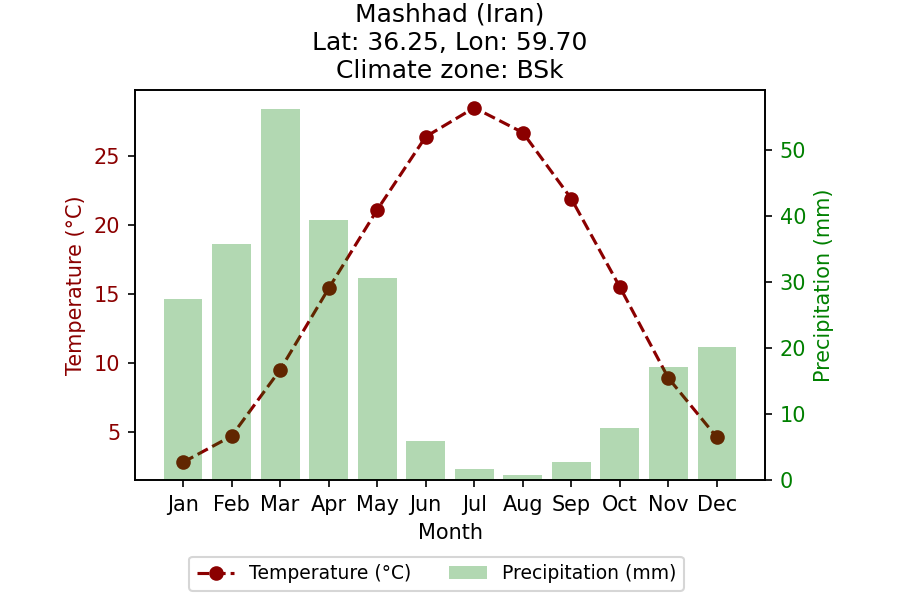 Mashhad (Iran)
Lat: 36.25, Lon: 59.70
Climate zone: BSk
Temperature (°C)
25
20
15
10
5
50
40
30
20
10
0
Precipitation (mm)
Jan Feb Mar Apr May Jun Jul Aug Sep Oct Nov Dec
Month
Temperature (°C) Precipitation (mm)